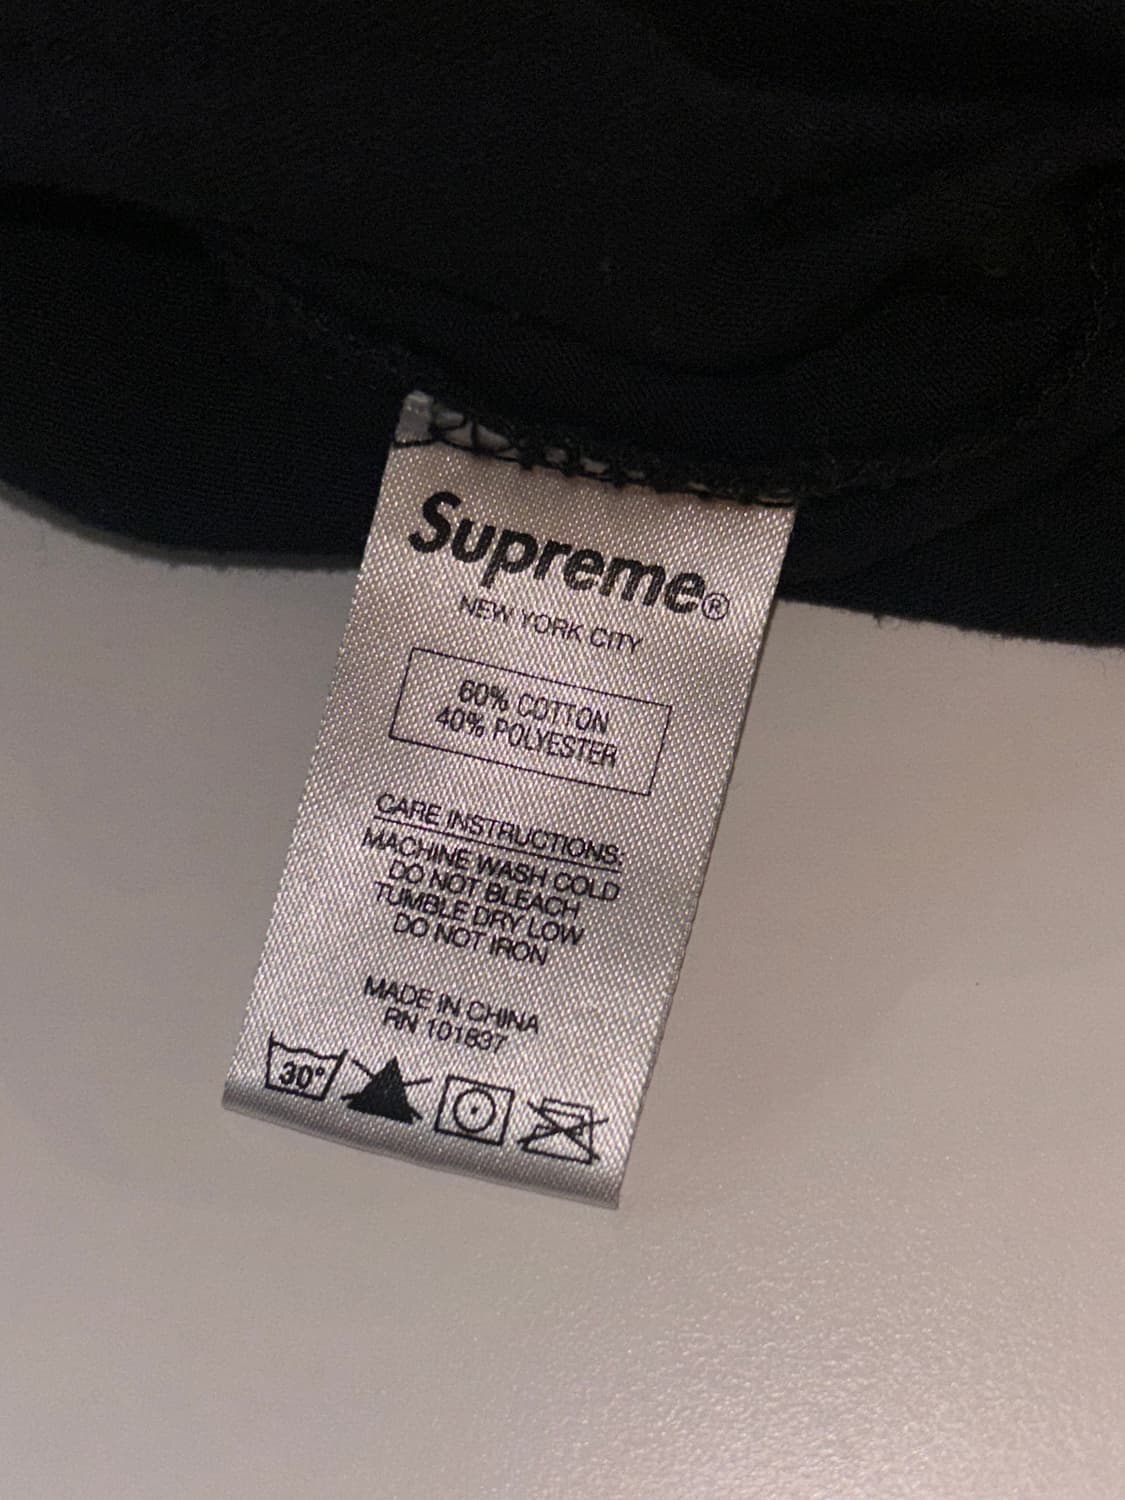 Supreme®
NEW YORK CITY
60% COTTON
40% POLYESTER
CARE INSTRUCTIONS:
MACHINE WASH COLD
DO NOT BLEACH
TUMBLE DRY LOW
DO NOT IRON
MADE IN CHINA
RN 101837
30°